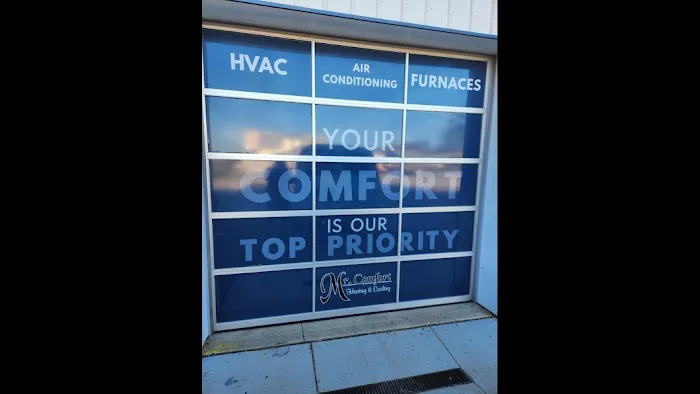 HVAC
AIR
CONDITIONING
FURNACES
YOUR
COMFORT
IS OUR
TOP PRIORITY
Mr. Comfort
Heating & Cooling